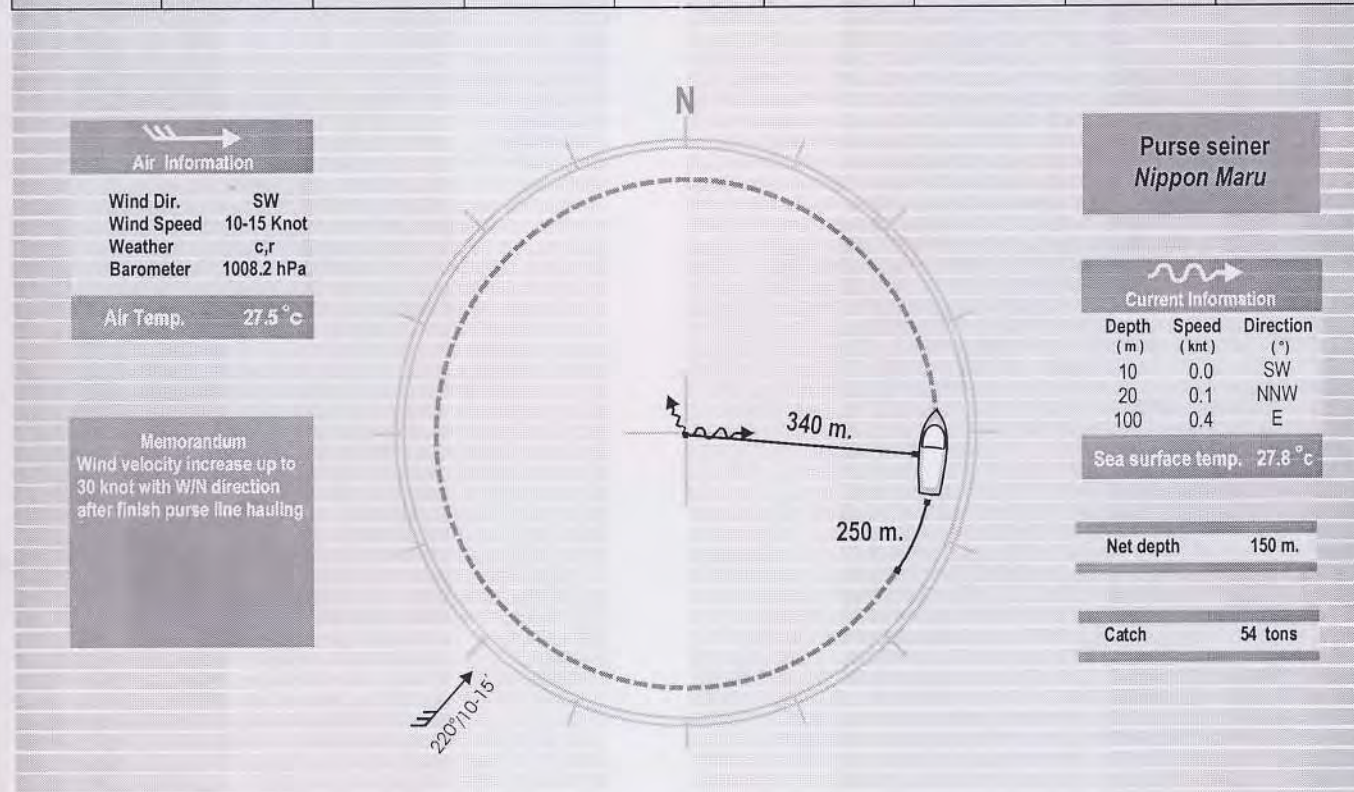 N
Air Information
Wind Dir. SW
Wind Speed 10-15 Knot
Weather c,r
Barometer 1008.2 hPa
Air Temp. 27.5 °c
Memorandum
Wind velocity increase up to
30 knot with W/N direction
after finish purse line hauling
340 m.
250 m.
220°/10-15'
Purse seiner
Nippon Maru
Current Information
Depth Speed Direction
(m) (knt) (°)
10 0.0 SW
20 0.1 NNW
100 0.4 E
Sea surface temp. 27.8 °c
Net depth 150 m.
Catch 54 tons